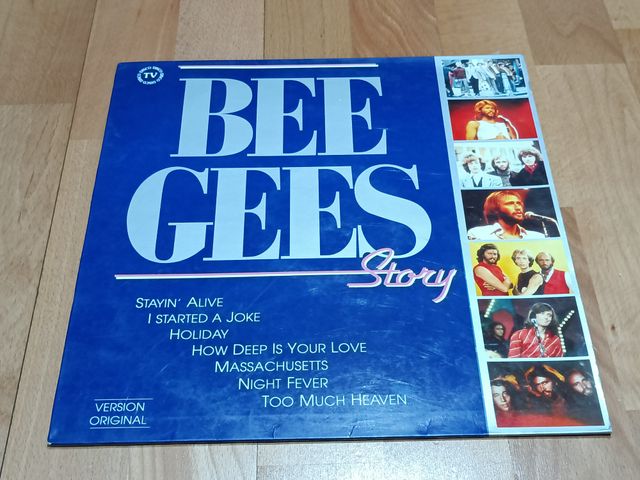 TV
BEE
GEES
Story
STAYIN' ALIVE
I STARTED A JOKE
HOLIDAY
HOW DEEP IS YOUR LOVE
MASSACHUSETTS
NIGHT FEVER
TOO MUCH HEAVEN
VERSION
ORIGINAL